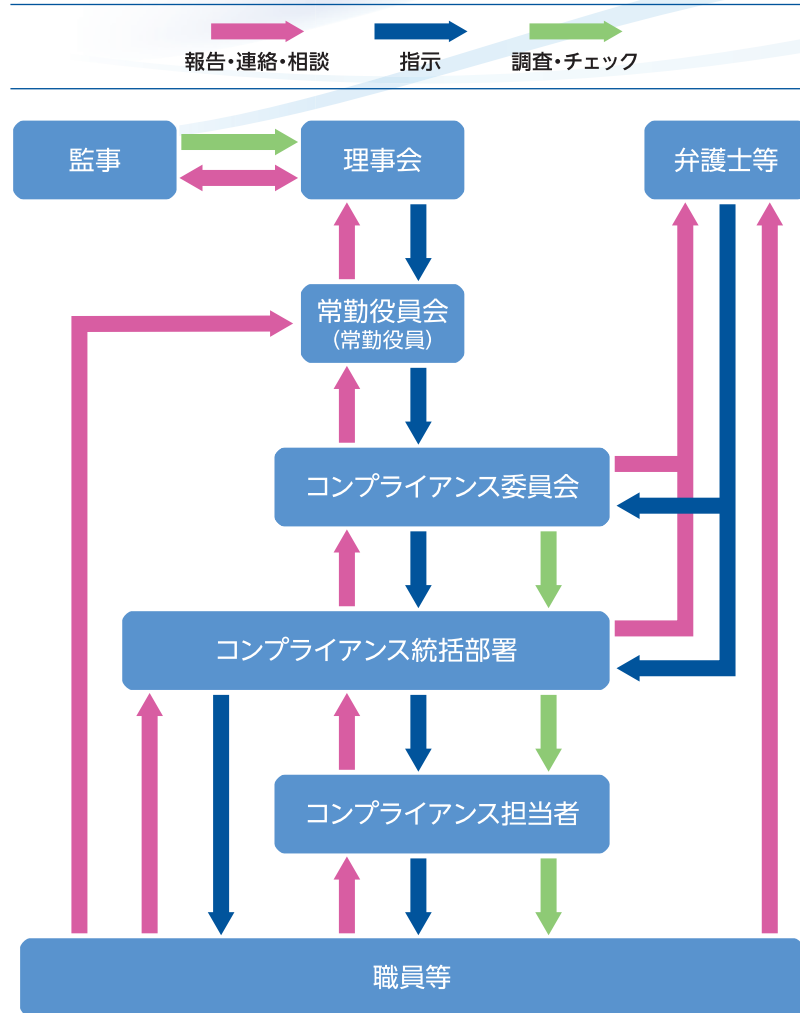 報告・連絡・相談
指示
調査・チェック
監事
理事会
弁護士等
常勤役員会
（常勤役員）
コンプライアンス委員会
コンプライアンス統括部署
コンプライアンス担当者
職員等